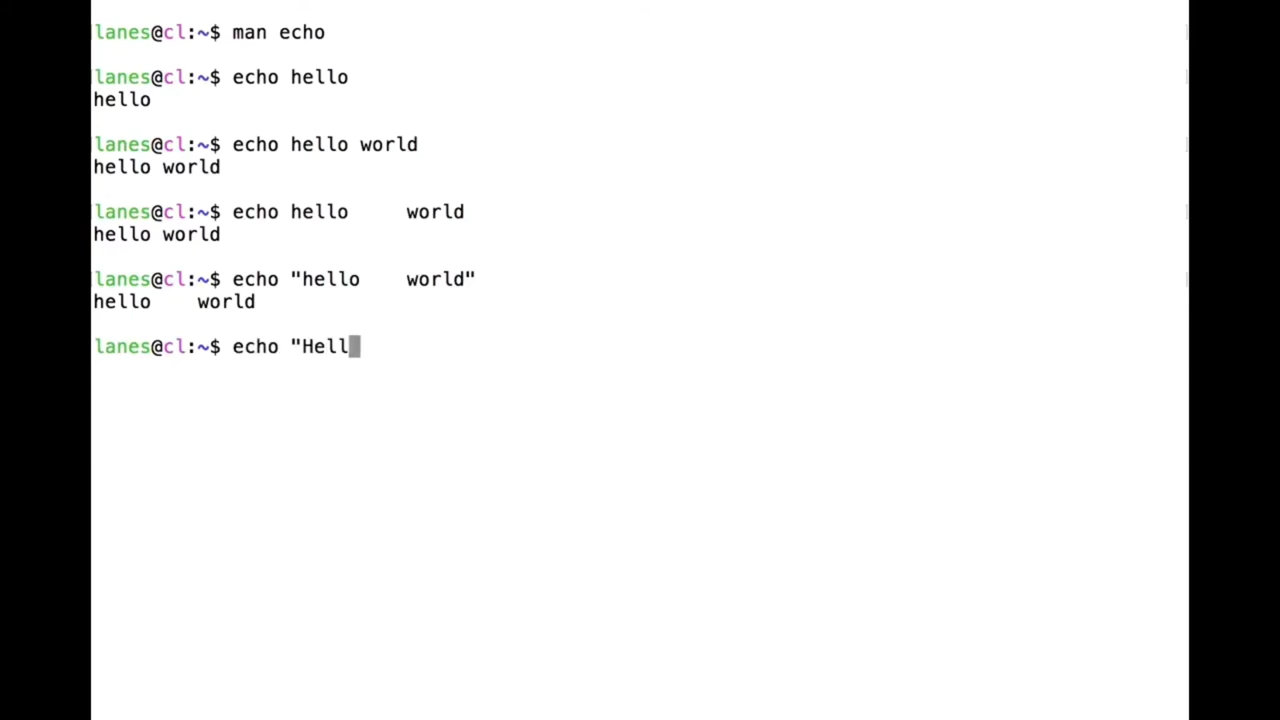 lanes@cl:~$ man echo
lanes@cl:~$ echo hello
hello
lanes@cl:~$ echo hello world
hello world
lanes@cl:~$ echo hello     world
hello world
lanes@cl:~$ echo "hello    world"
hello    world
lanes@cl:~$ echo "Hell